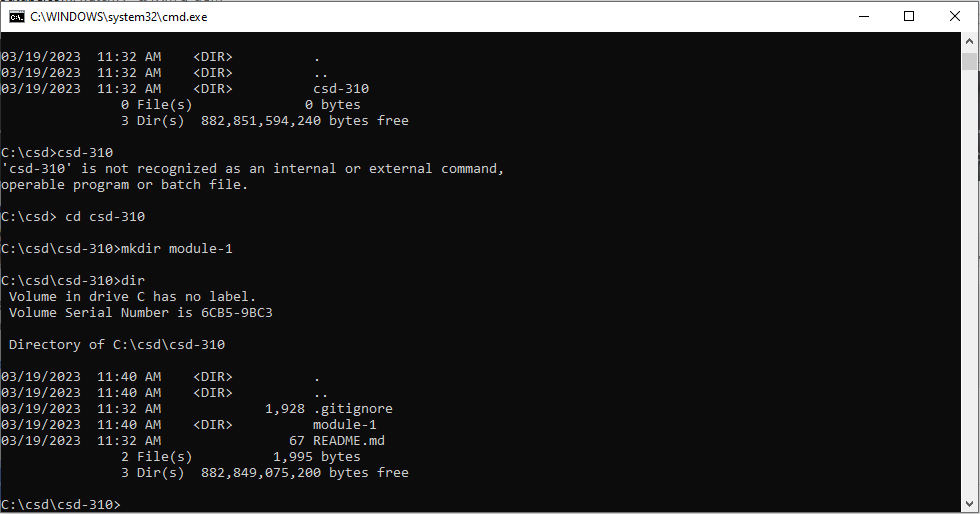 C:\WINDOWS\system32\cmd.exe
03/19/2023  11:32 AM    <DIR>          .
03/19/2023  11:32 AM    <DIR>          ..
03/19/2023  11:32 AM    <DIR>          csd-310
               0 File(s)              0 bytes
               3 Dir(s)  882,851,594,240 bytes free
C:\csd>csd-310
'csd-310' is not recognized as an internal or external command,
operable program or batch file.
C:\csd> cd csd-310
C:\csd\csd-310>mkdir module-1
C:\csd\csd-310>dir
 Volume in drive C has no label.
 Volume Serial Number is 6CB5-9BC3
 Directory of C:\csd\csd-310
03/19/2023  11:40 AM    <DIR>          .
03/19/2023  11:40 AM    <DIR>          ..
03/19/2023  11:32 AM             1,928 .gitignore
03/19/2023  11:40 AM    <DIR>          module-1
03/19/2023  11:32 AM                67 README.md
               2 File(s)          1,995 bytes
               3 Dir(s)  882,849,075,200 bytes free
C:\csd\csd-310>